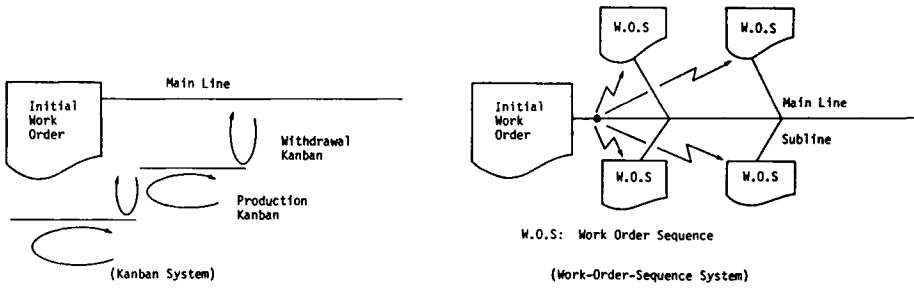 Main Line
Initial
Work
Order
Withdrawal
Kanban
Production
Kanban
(Kanban System)
W.O.S
W.O.S
Initial
Work
Order
Main Line
Subline
W.O.S
W.O.S
W.O.S: Work Order Sequence
(Work-Order-Sequence System)